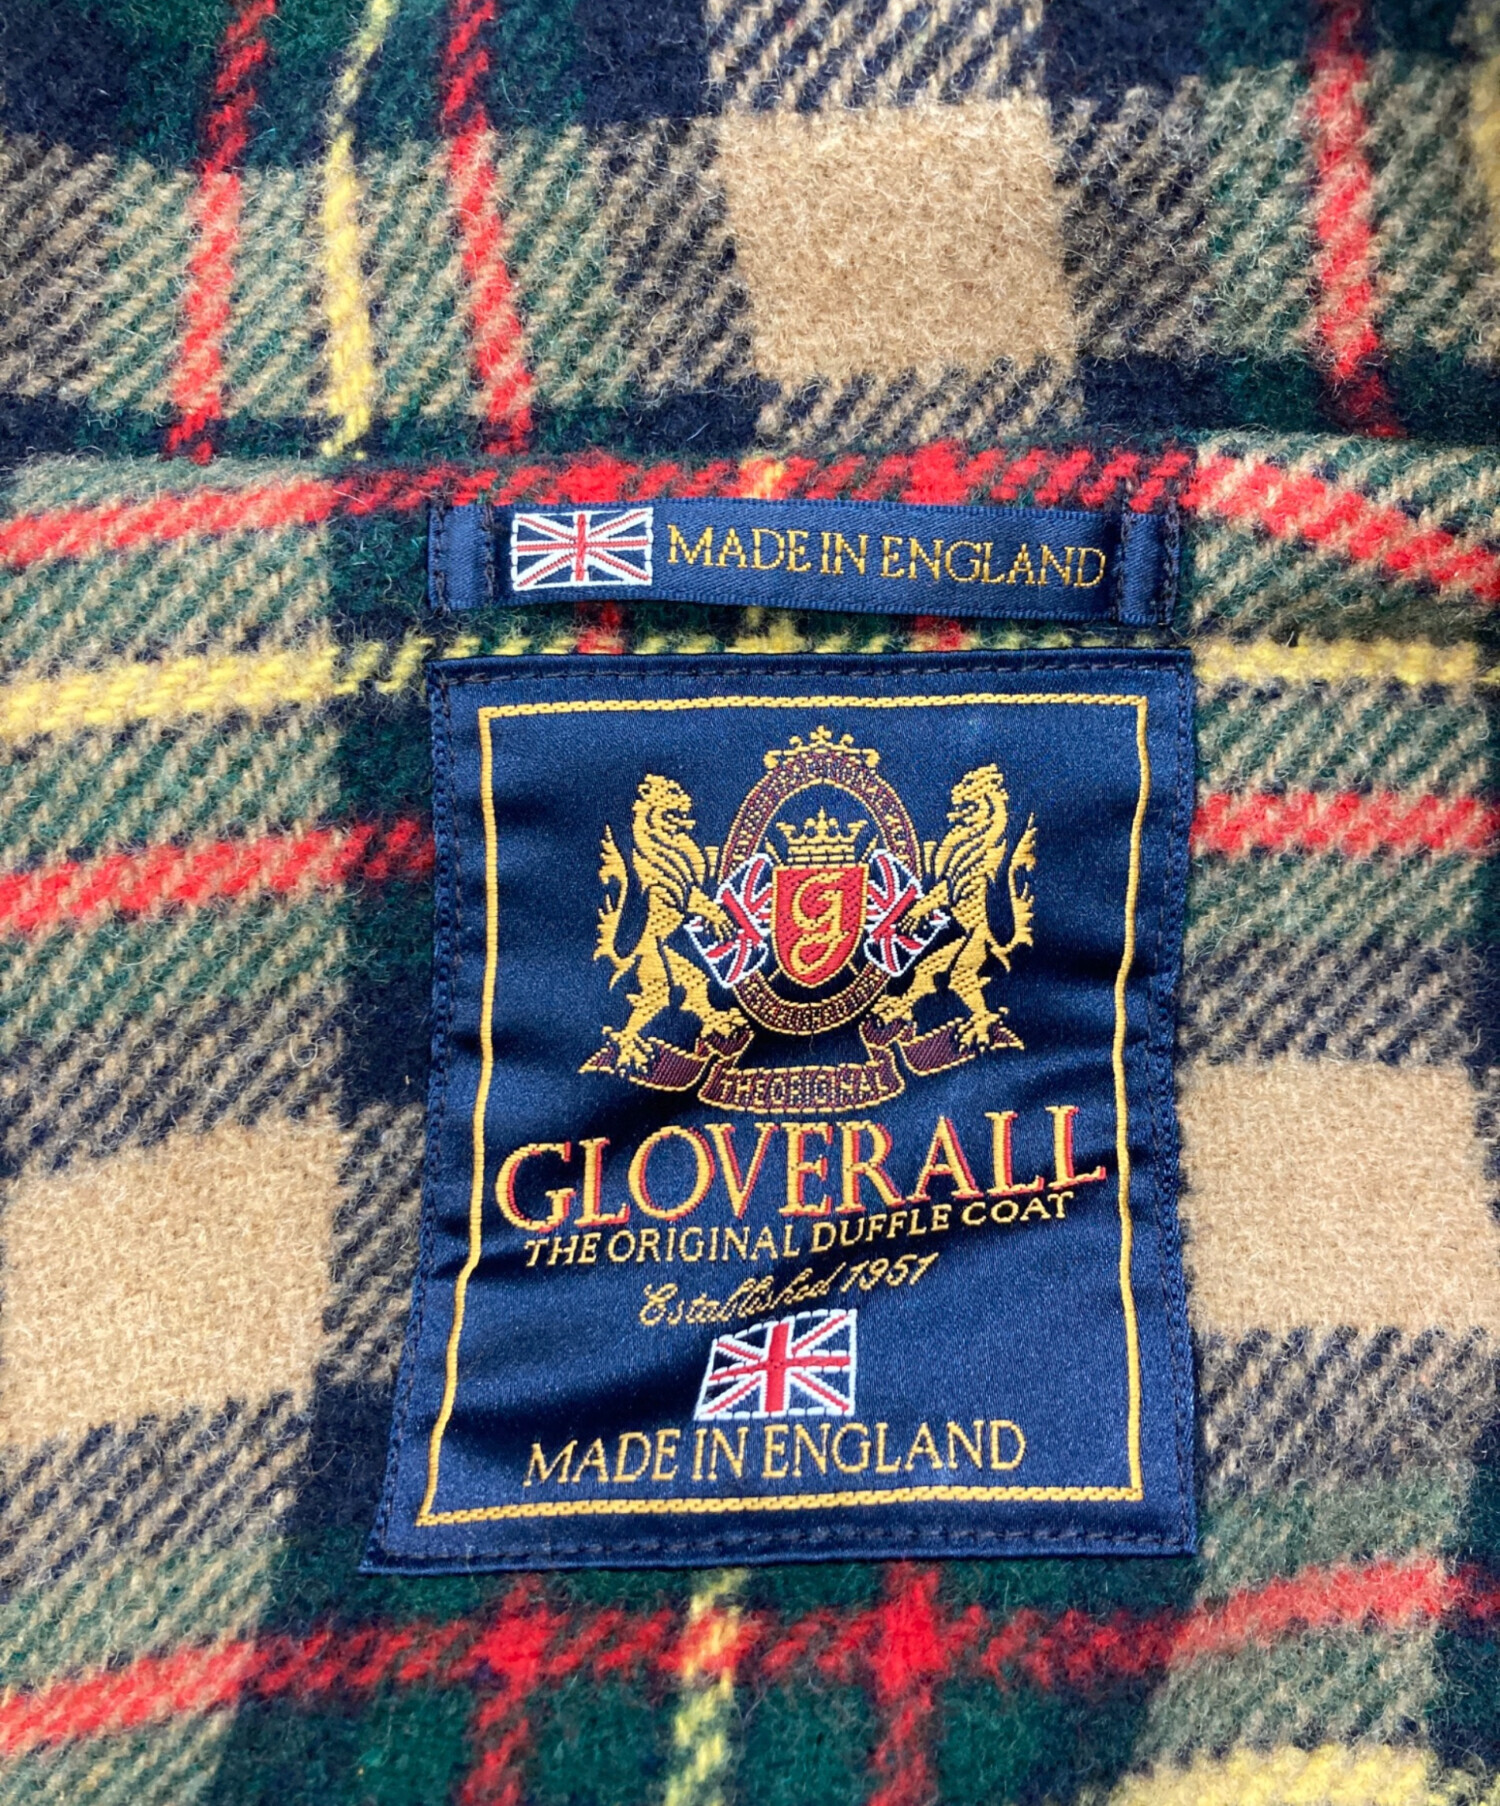 MADE IN ENGLAND
G
THE ORIGINAL
GLOVERALL
THE ORIGINAL DUFFLE COAT
Established 1951
MADE IN ENGLAND